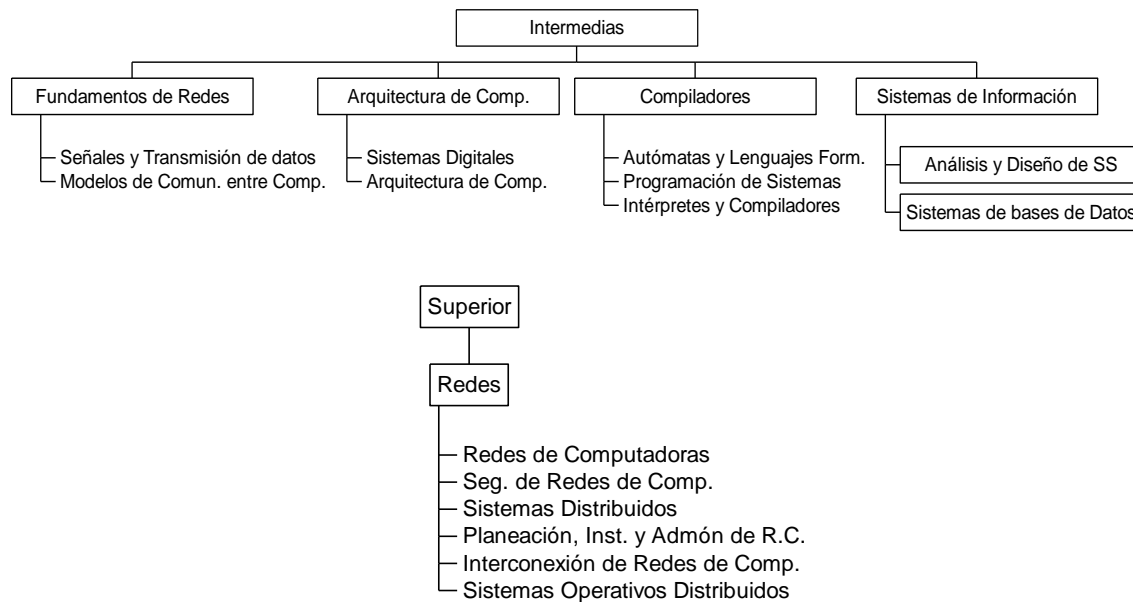 Intermedias
Fundamentos de Redes
Arquitectura de Comp.
Compiladores
Sistemas de Información
Señales y Transmisión de datos
Modelos de Comun. entre Comp.
Sistemas Digitales
Arquitectura de Comp.
Autómatas y Lenguajes Form.
Programación de Sistemas
Intérpretes y Compiladores
Análisis y Diseño de SS
Sistemas de bases de Datos
Superior
Redes
Redes de Computadoras
Seg. de Redes de Comp.
Sistemas Distribuidos
Planeación, Inst. y Admón de R.C.
Interconexión de Redes de Comp.
Sistemas Operativos Distribuidos